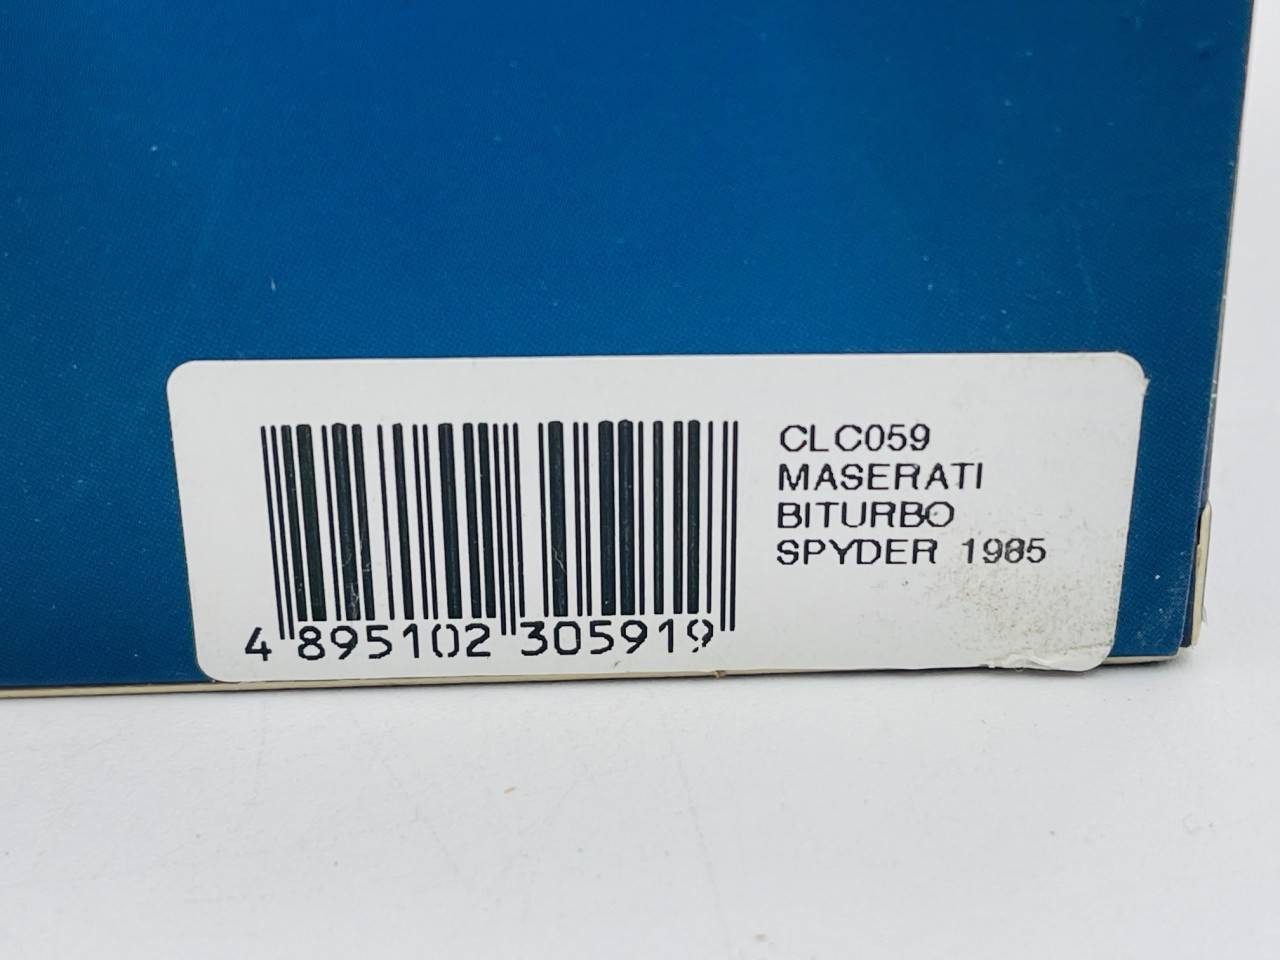 CLC059
MASERATI
BITURBO
SPYDER 1985
4 895102 305919